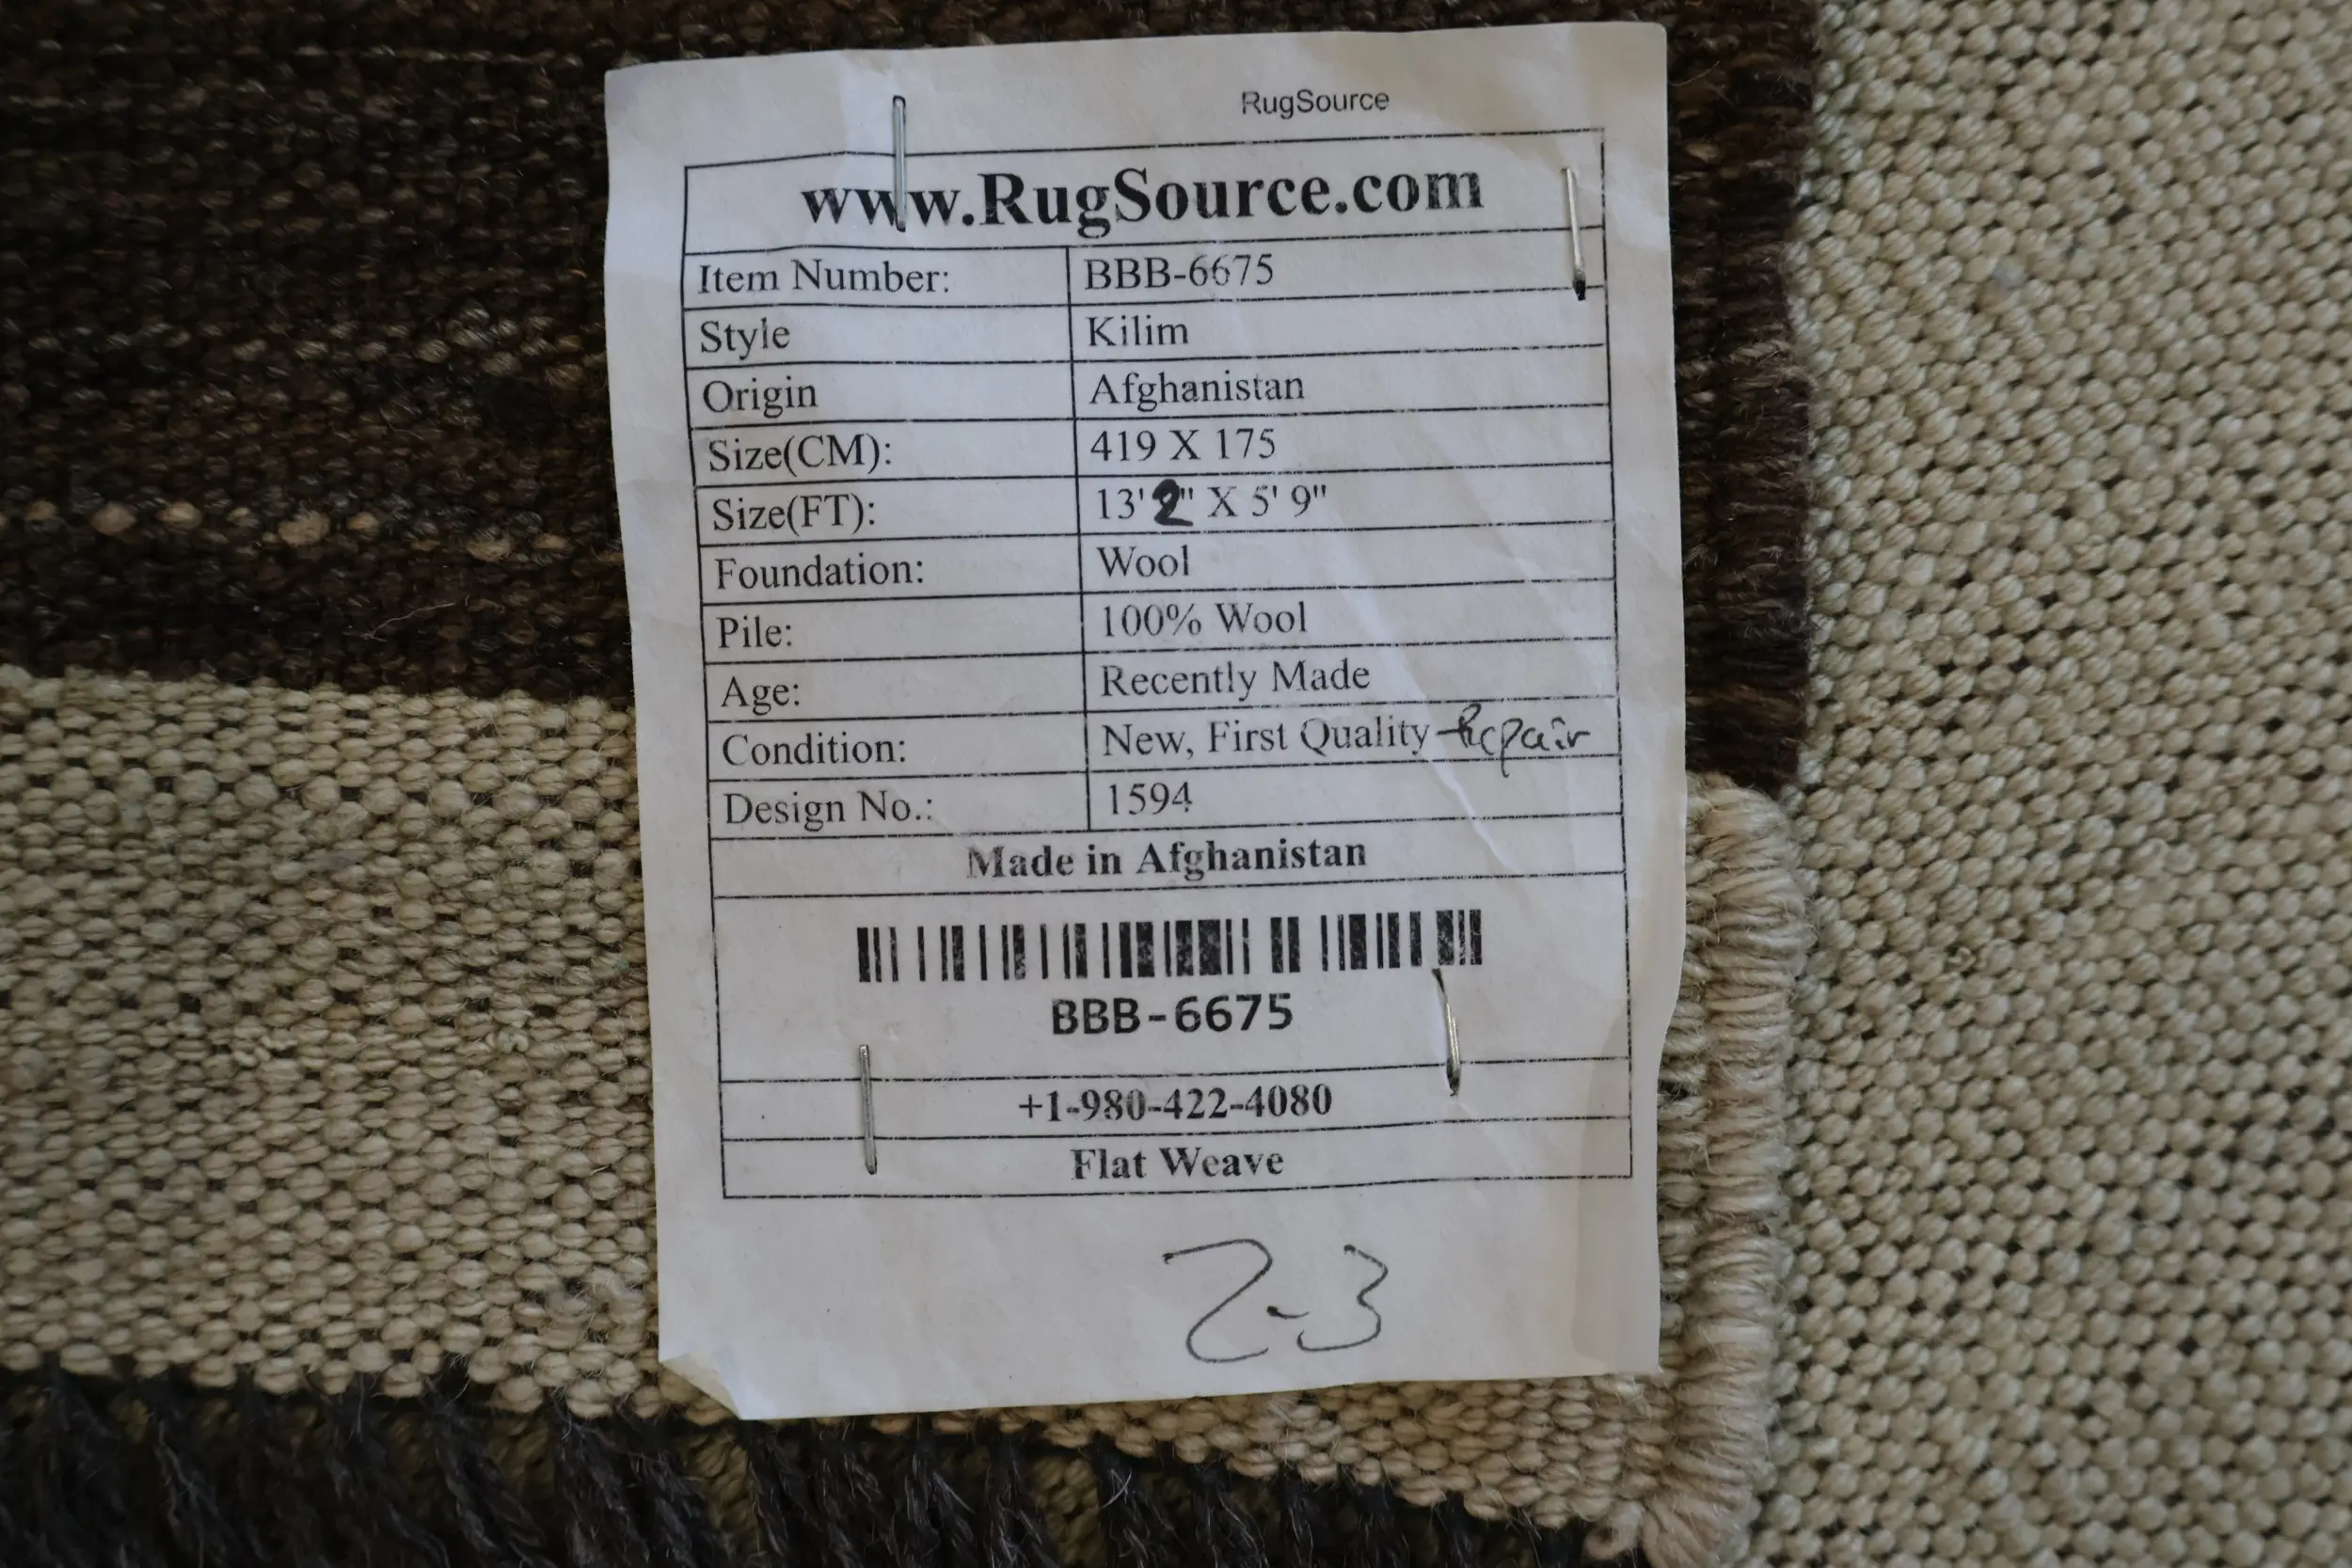 RugSource
www.RugSource.com
Item Number: BBB-6675
Style Kilim
Origin Afghanistan
Size(CM): 419 X 175
Size(FT): 13' 2" X 5' 9"
Foundation: Wool
Pile: 100% Wool
Age: Recently Made
Condition: New, First Quality -Repair
Design No.: 1594
Made in Afghanistan
BBB-6675
+1-980-422-4080
Flat Weave
2-3